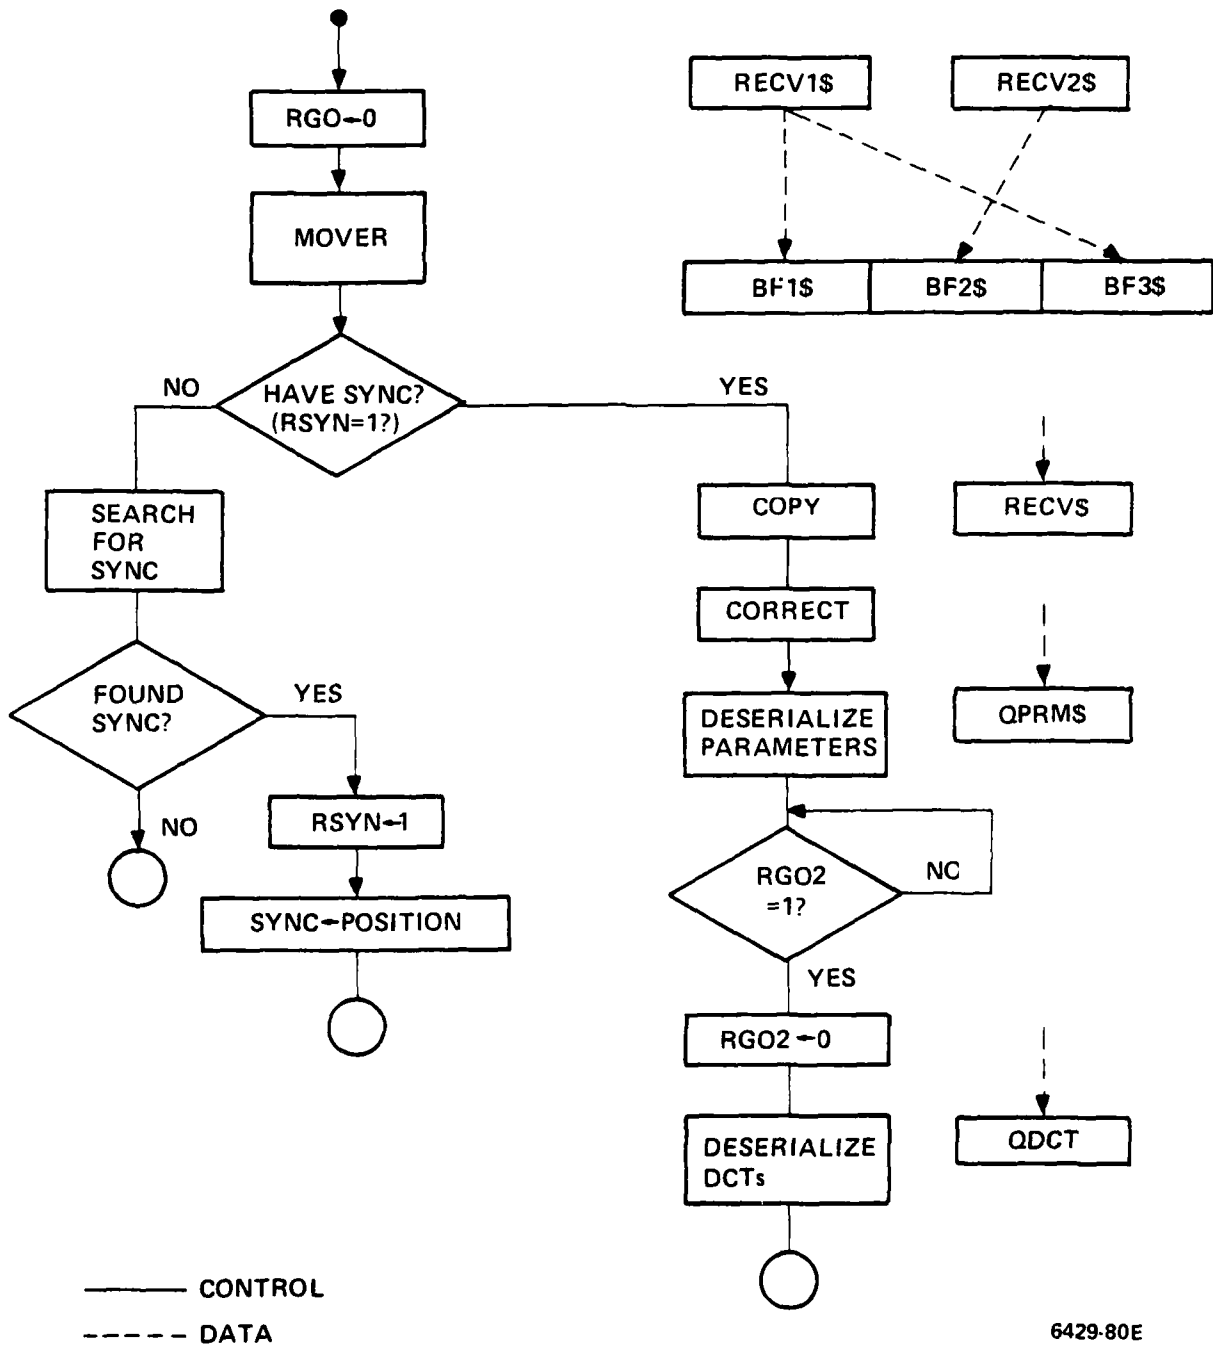 RGO←0
MOVER
HAVE SYNC?
(RSYN=1?)
NO
YES
SEARCH
FOR
SYNC
FOUND
SYNC?
YES
NO
RSYN←1
SYNC←POSITION
RECV1$
RECV2$
BF1$
BF2$
BF3$
COPY
RECV$
CORRECT
DESERIALIZE
PARAMETERS
QPRM$
RGO2
=1?
NO
YES
RGO2←0
DESERIALIZE
DCTs
QDCT
CONTROL
DATA
6429-80E